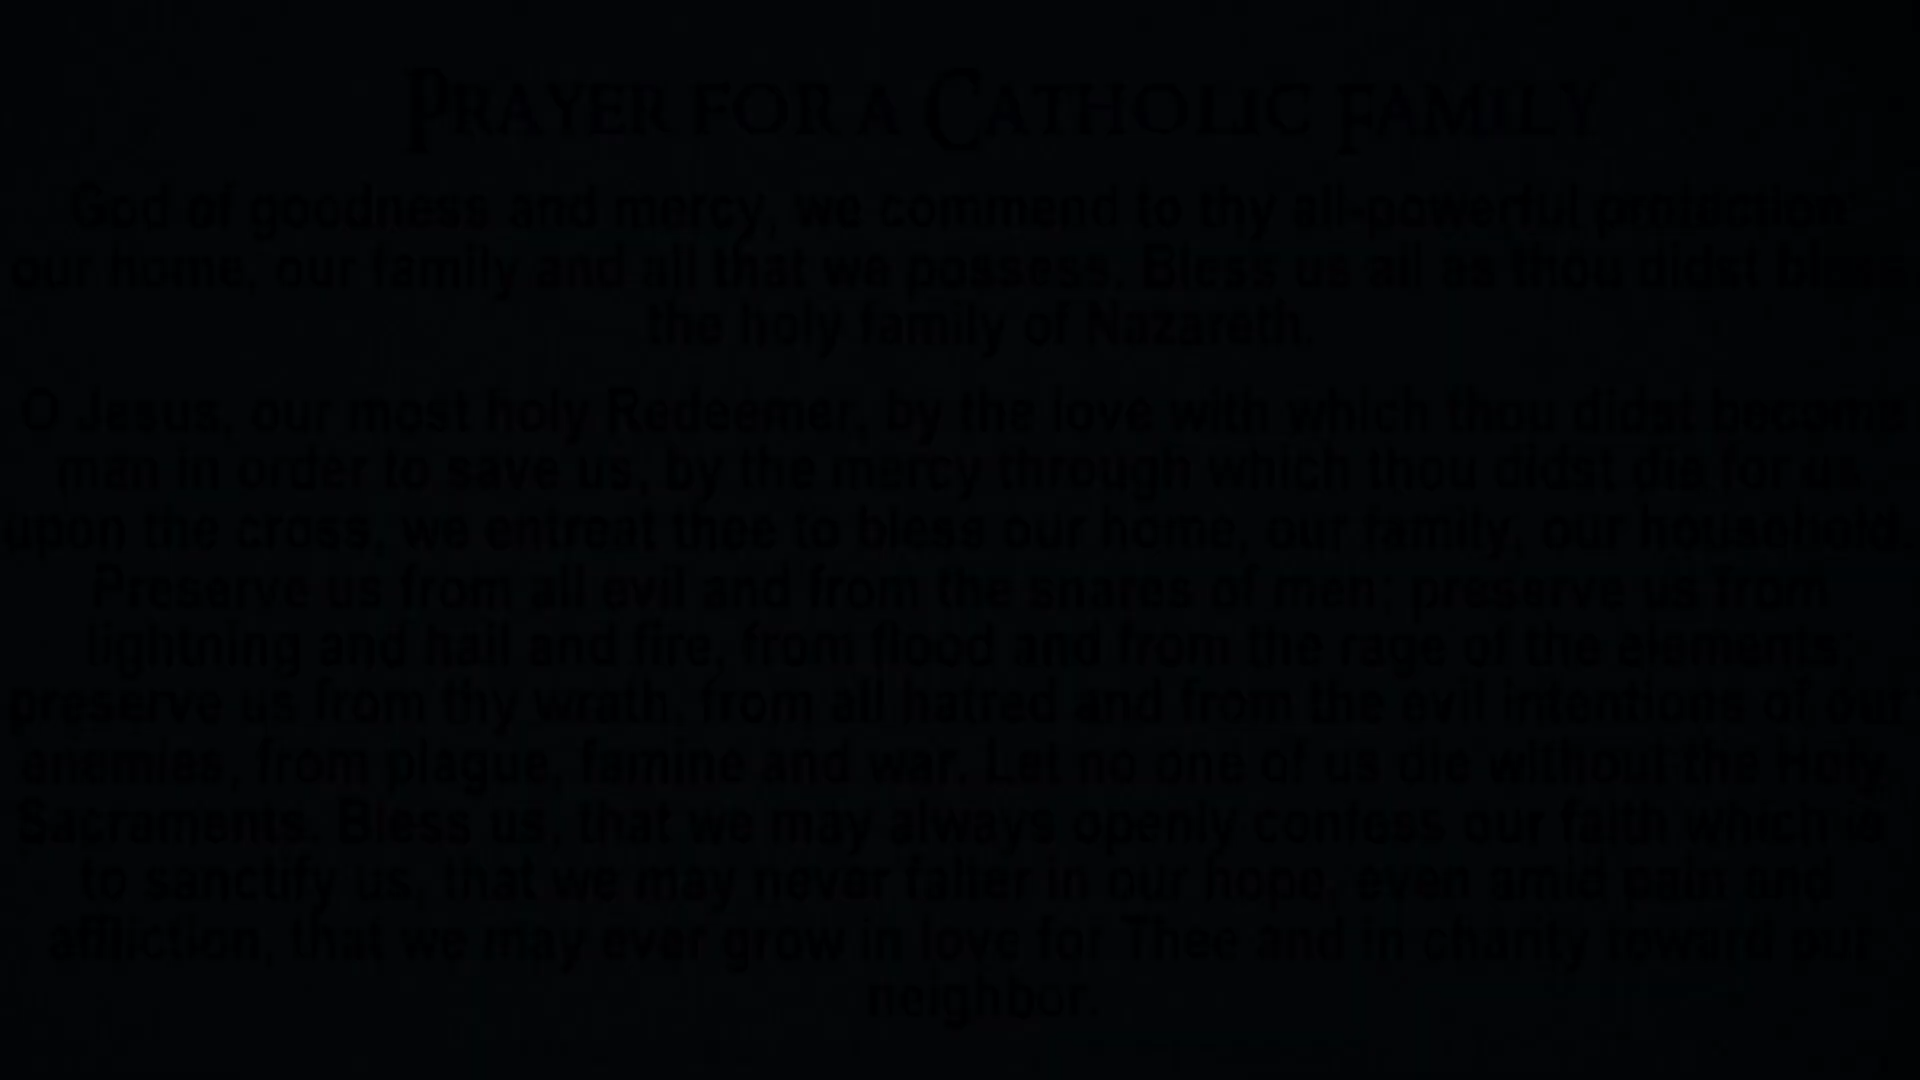 Prayer for a Catholic Family
God of goodness and mercy, we commend to thy all-powerful protection
our home, our family and all that we possess. Bless us all as thou didst bless
the holy family of Nazareth.
O Jesus, our most holy Redeemer, by the love with which thou didst become
man in order to save us, by the mercy through which thou didst die for us
upon the cross, we entreat thee to bless our home, our family, our household.
Preserve us from all evil and from the snares of men; preserve us from
lightning and hail and fire, from flood and from the rage of the elements;
preserve us from thy wrath, from all hatred and from the evil intentions of our
enemies, from plague, famine and war. Let no one of us die without the Holy
Sacraments. Bless us, that we may always openly confess our faith which is
to sanctify us, that we may never falter in our hope, even amid pain and
affliction, that we may ever grow in love for Thee and in charity toward our
neighbor.